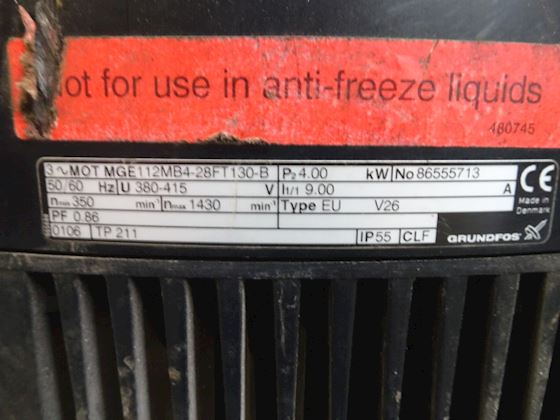 not for use in anti-freeze liquids
480745
3~MOT MGE112MB4-28FT130-B P2 4.00 kW No 86555713
50/60 Hz U 380-415 V I1/1 9.00 A
nmin 350 min-1 nmax 1430 min-1 Type EU V26
PF 0.86
0106 TP 211 IP55 CLF
CE
Made in
Denmark
GRUNDFOS